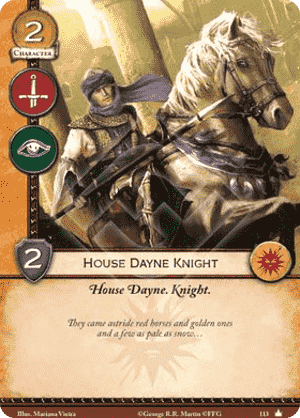 2
CHARACTER
2
HOUSE DAYNE KNIGHT
House Dayne. Knight.
They came astride red horses and golden ones
and a few as pale as snow...
Illus. Mariana Vieira
©George R.R. Martin ©FFG
113